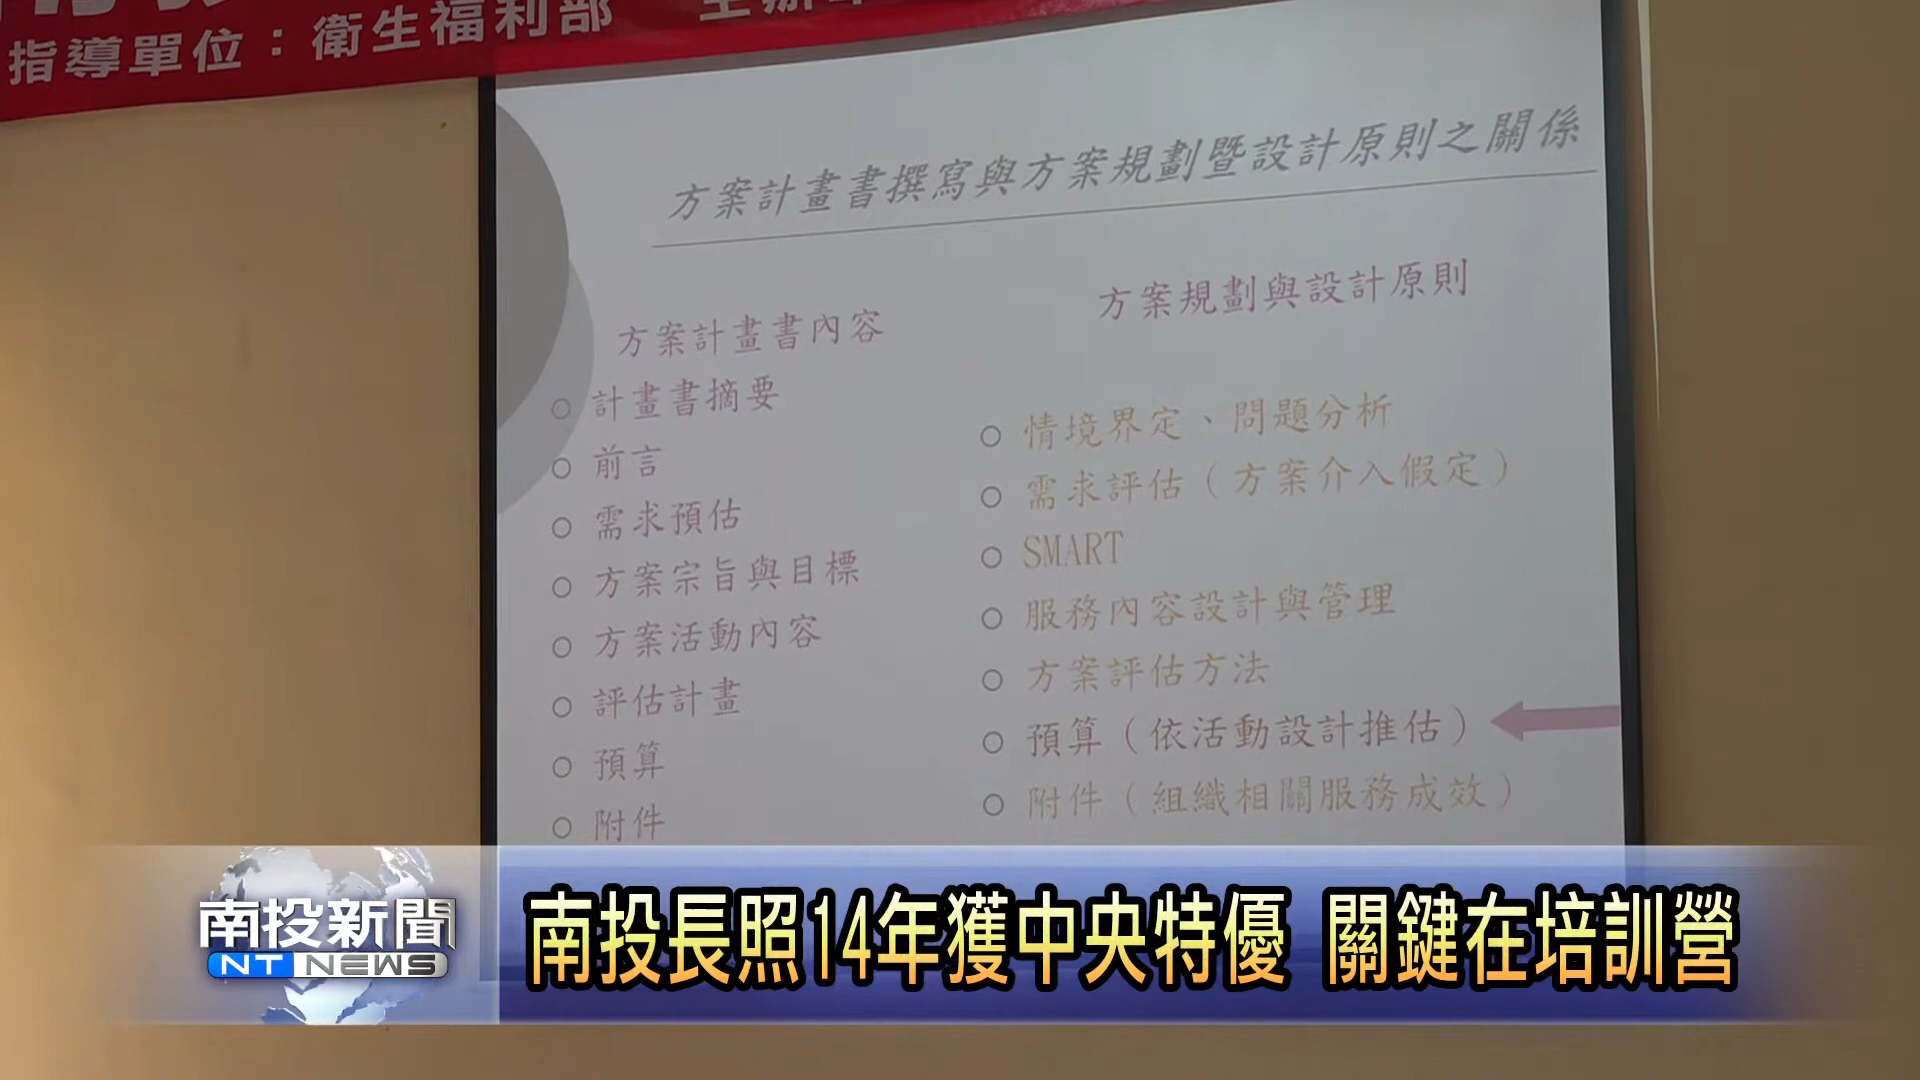 指導單位：衛生福利部
方案計畫書撰寫與方案規劃暨設計原則之關係
方案計畫書內容
計畫書摘要
前言
需求預估
方案宗旨與目標
方案活動內容
評估計畫
預算
附件
方案規劃與設計原則
情境界定、問題分析
需求評估（方案介入假定）
SMART
服務內容設計與管理
方案評估方法
預算（依活動設計推估）
附件（組織相關服務成效）
南投新聞
NT NEWS
南投長照14年獲中央特優 關鍵在培訓營